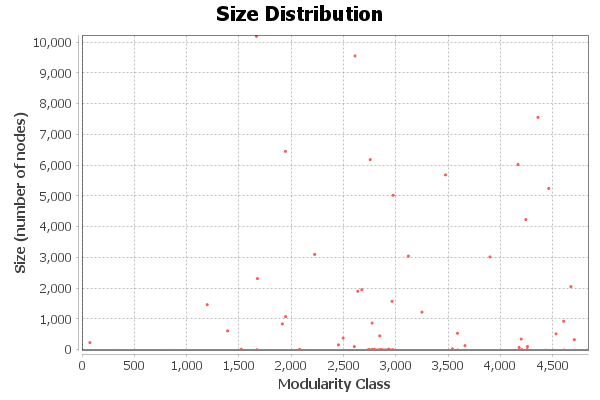 Size Distribution
10,000
9,000
8,000
7,000
6,000
5,000
4,000
3,000
2,000
1,000
0
Size (number of nodes)
0 500 1,000 1,500 2,000 2,500 3,000 3,500 4,000 4,500
Modularity Class